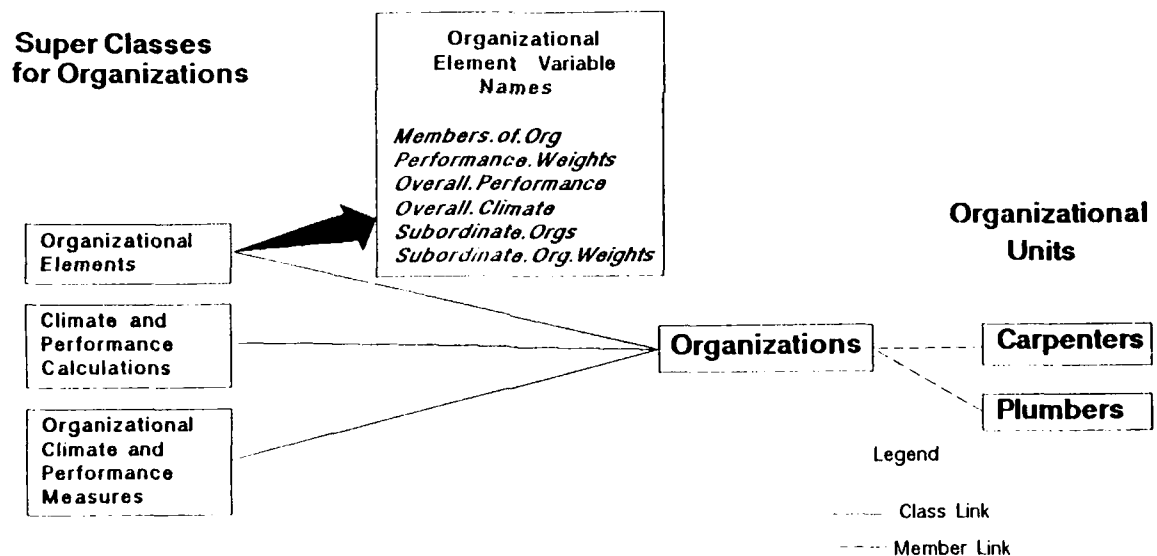 Super Classes
for Organizations
Organizational
Element Variable
Names
Members.of.Org
Performance.Weights
Overall.Performance
Overall.Climate
Subordinate.Orgs
Subordinate.Org.Weights
Organizational
Elements
Climate and
Performance
Calculations
Organizational
Climate and
Performance
Measures
Organizations
Organizational
Units
Carpenters
Plumbers
Legend
Class Link
Member Link